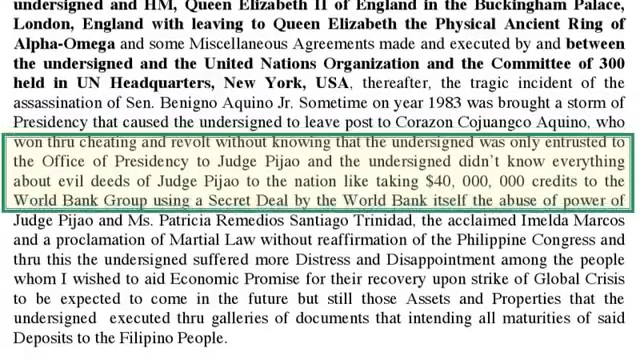 undersigned and HM, Queen Elizabeth II of England in the Buckingham Palace,
London, England with leaving to Queen Elizabeth the Physical Ancient Ring of
Alpha-Omega and some Miscellaneous Agreements made and executed by and between
the undersigned and the United Nations Organization and the Committee of 300
held in UN Headquarters, New York, USA, thereafter, the tragic incident of the
assassination of Sen. Benigno Aquino Jr. Sometime on year 1983 was brought a storm of
Presidency that caused the undersigned to leave post to Corazon Cojuangco Aquino, who
won thru cheating and revolt without knowing that the undersigned was only entrusted to
the Office of Presidency to Judge Pijao and the undersigned didn't know everything
about evil deeds of Judge Pijao to the nation like taking $40, 000, 000 credits to the
World Bank Group using a Secret Deal by the World Bank itself the abuse of power of
Judge Pijao and Ms. Patricia Remedios Santiago Trinidad, the acclaimed Imelda Marcos
and a proclamation of Martial Law without reaffirmation of the Philippine Congress and
thru this the undersigned suffered more Distress and Disappointment among the people
whom I wished to aid Economic Promise for their recovery upon strike of Global Crisis
to be expected to come in the future but still those Assets and Properties that the
undersigned executed thru galleries of documents that intending all maturities of said
Deposits to the Filipino People.